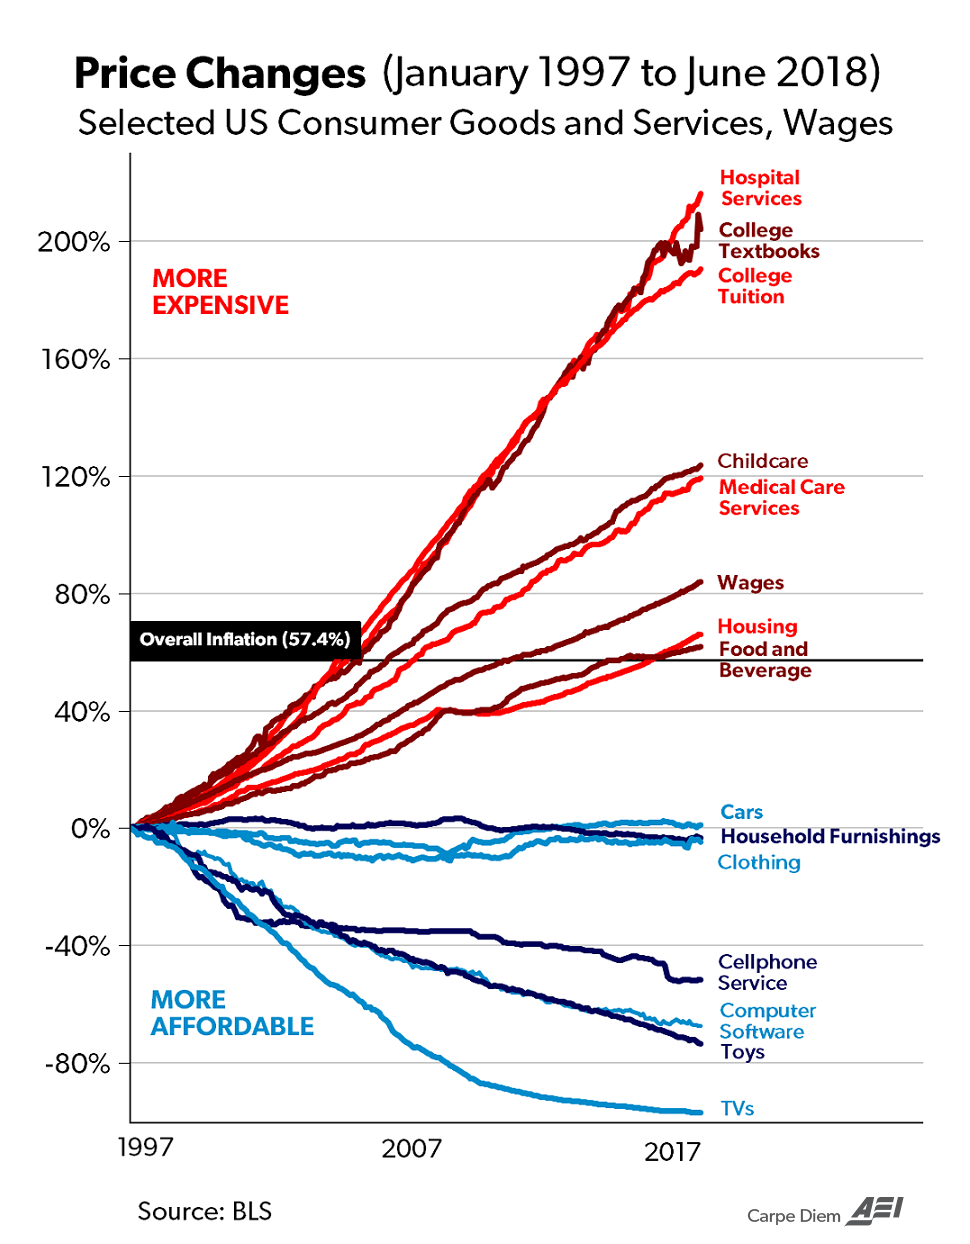 Price Changes (January 1997 to June 2018)
Selected US Consumer Goods and Services, Wages
Hospital
Services
College
Textbooks
College
Tuition
200%
MORE
EXPENSIVE
160%
120%
Childcare
Medical Care
Services
80%
Wages
Overall Inflation (57.4%)
Housing
Food and
Beverage
40%
0%
Cars
Household Furnishings
Clothing
-40%
Cellphone
Service
MORE
AFFORDABLE
Computer
Software
Toys
-80%
TVs
1997
2007
2017
Source: BLS
Carpe Diem AEI